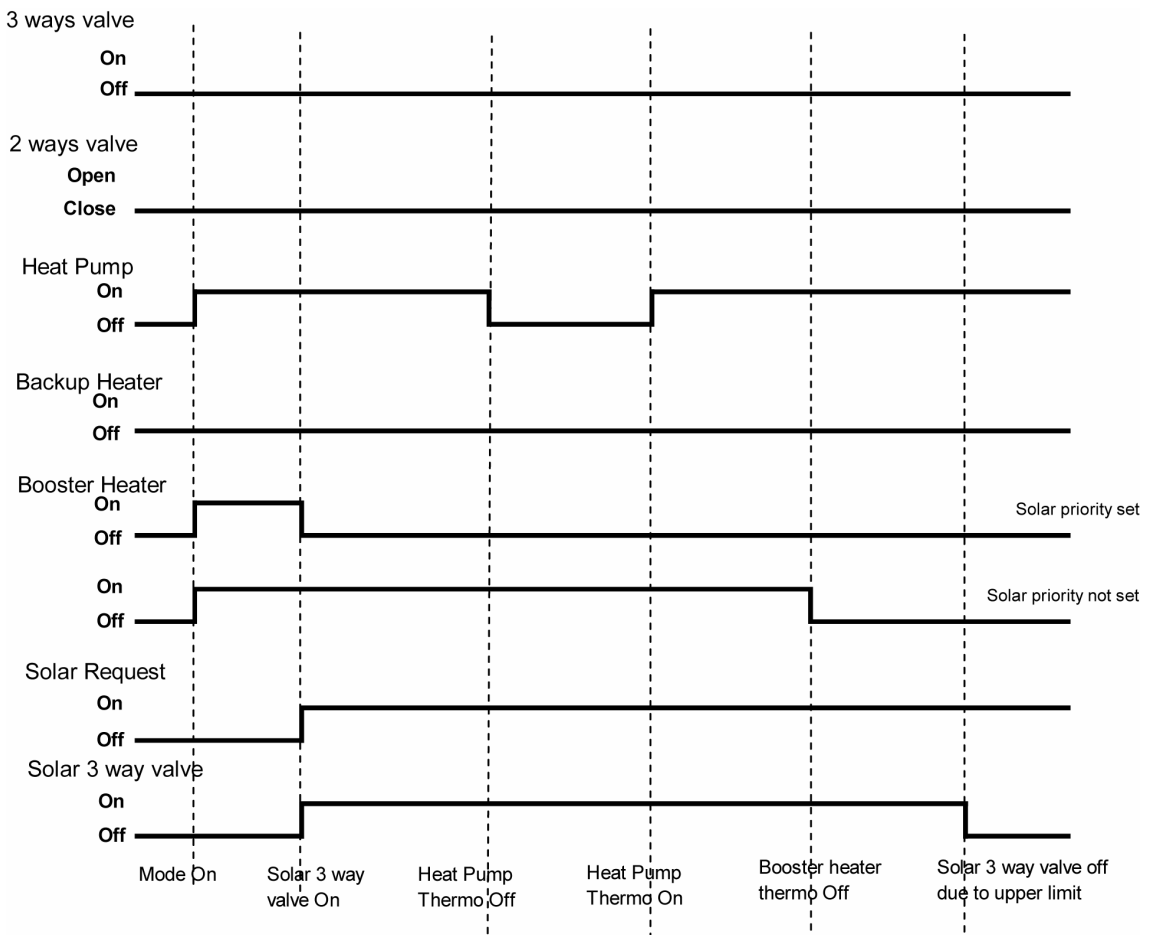 3 ways valve
On
Off
2 ways valve
Open
Close
Heat Pump
On
Off
Backup Heater
On
Off
Booster Heater
On
Off
Solar priority set
On
Off
Solar priority not set
Solar Request
On
Off
Solar 3 way valve
On
Off
Mode On
Solar 3 way
valve On
Heat Pump
Thermo Off
Heat Pump
Thermo On
Booster heater
thermo Off
Solar 3 way valve off
due to upper limit